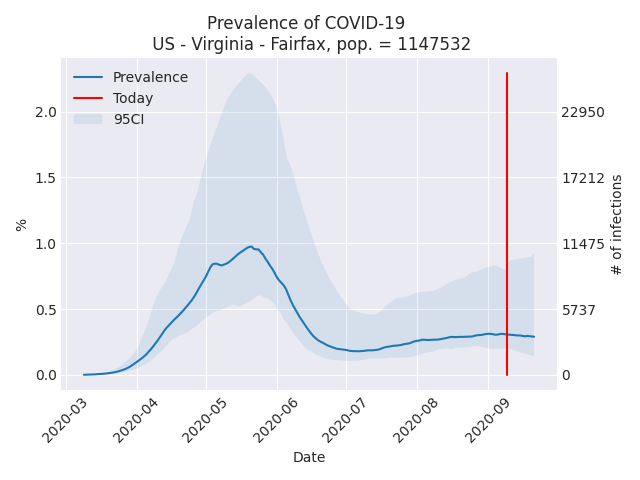 Prevalence of COVID-19
US - Virginia - Fairfax, pop. = 1147532
Prevalence
Today
95CI
%
2.0
1.5
1.0
0.5
0.0
22950
17212
11475
5737
0
# of infections
2020-03
2020-04
2020-05
2020-06
2020-07
2020-08
2020-09
Date